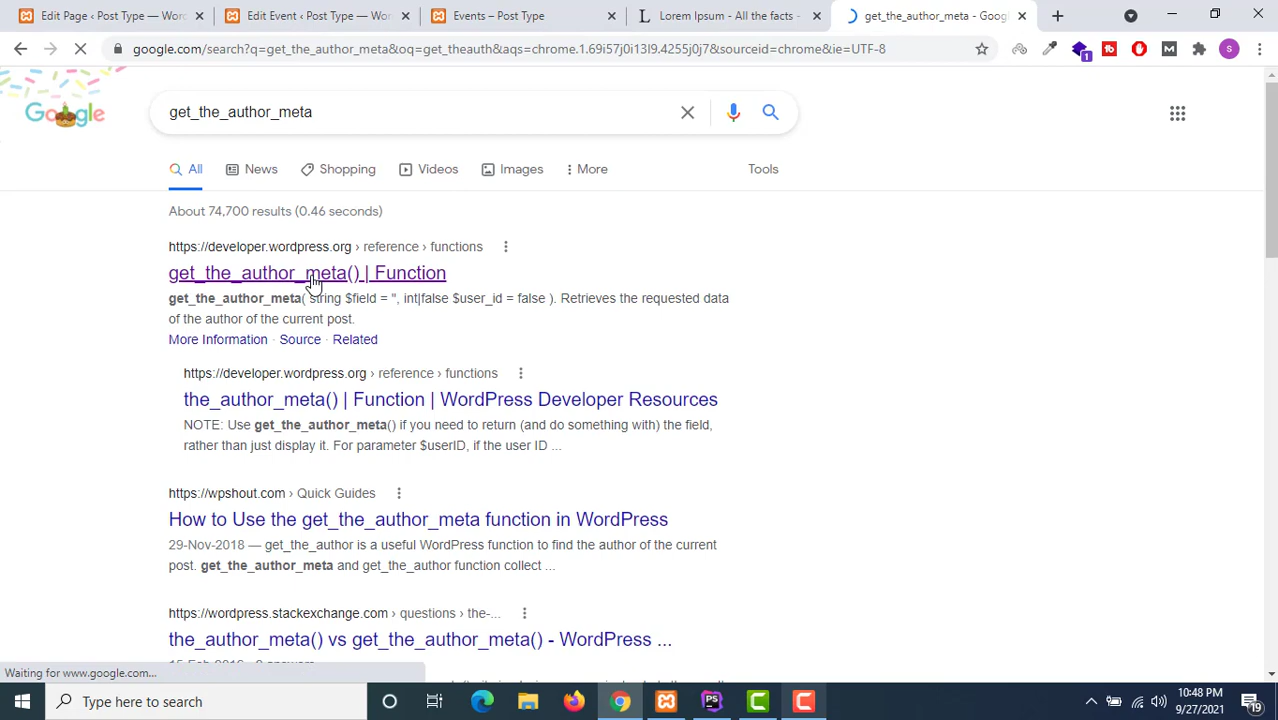 Edit Page ‹ Post Type — Wor
Edit Event ‹ Post Type — Wo
Events – Post Type
Lorem Ipsum - All the facts -
get_the_author_meta - Goog
google.com/search?q=get_the_author_meta&oq=get_theauth&aqs=chrome.1.69i57j0i13l9.4255j0j7&sourceid=chrome&ie=UTF-8
Google
get_the_author_meta
All
News
Shopping
Videos
Images
More
Tools
About 74,700 results (0.46 seconds)
https://developer.wordpress.org › reference › functions
get_the_author_meta() | Function
get_the_author_meta( string $field = '', int|false $user_id = false ). Retrieves the requested data
of the author of the current post.
More Information · Source · Related
https://developer.wordpress.org › reference › functions
the_author_meta() | Function | WordPress Developer Resources
NOTE: Use get_the_author_meta() if you need to return (and do something with) the field,
rather than just display it. For parameter $userID, if the user ID ...
https://wpshout.com › Quick Guides
How to Use the get_the_author_meta function in WordPress
29-Nov-2018 — get_the_author is a useful WordPress function to find the author of the current
post. get_the_author_meta and get_the_author function collect ...
https://wordpress.stackexchange.com › questions › the-...
the_author_meta() vs get_the_author_meta() - WordPress ...
Waiting for www.google.com...
Type here to search
10:48 PM
9/27/2021
19